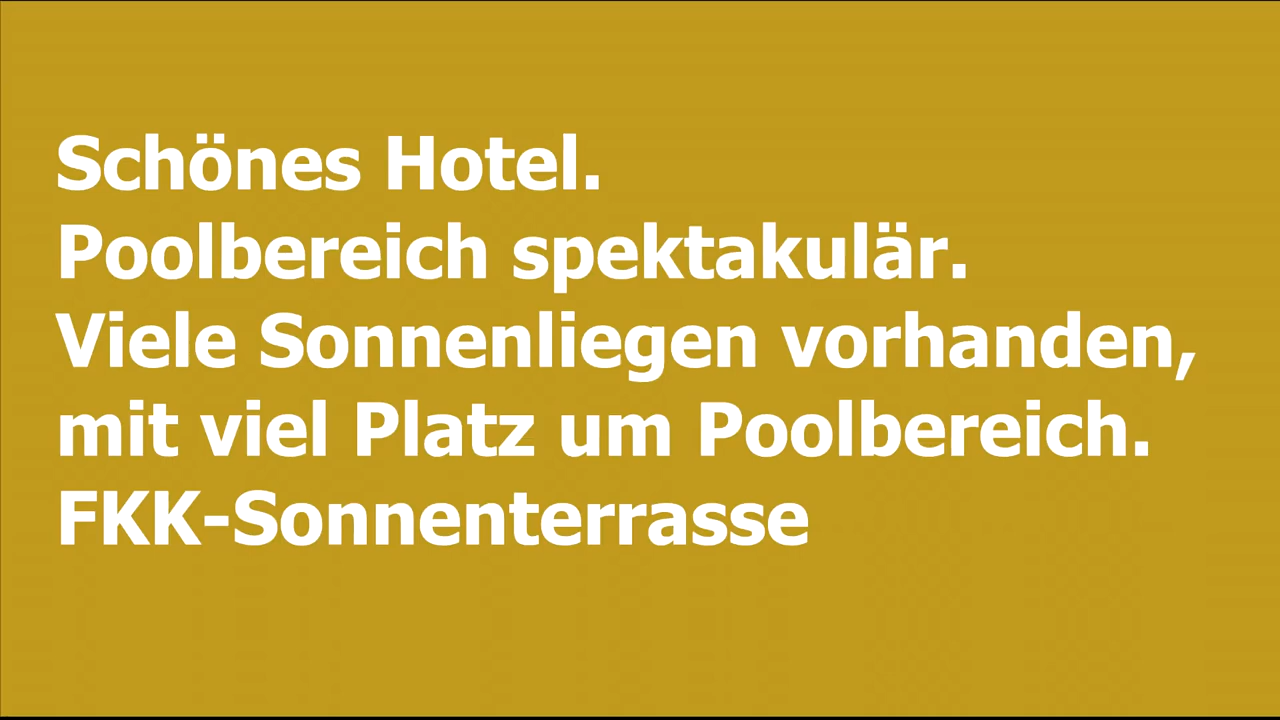 Schönes Hotel.
Poolbereich spektakulär.
Viele Sonnenliegen vorhanden,
mit viel Platz um Poolbereich.
FKK-Sonnenterrasse